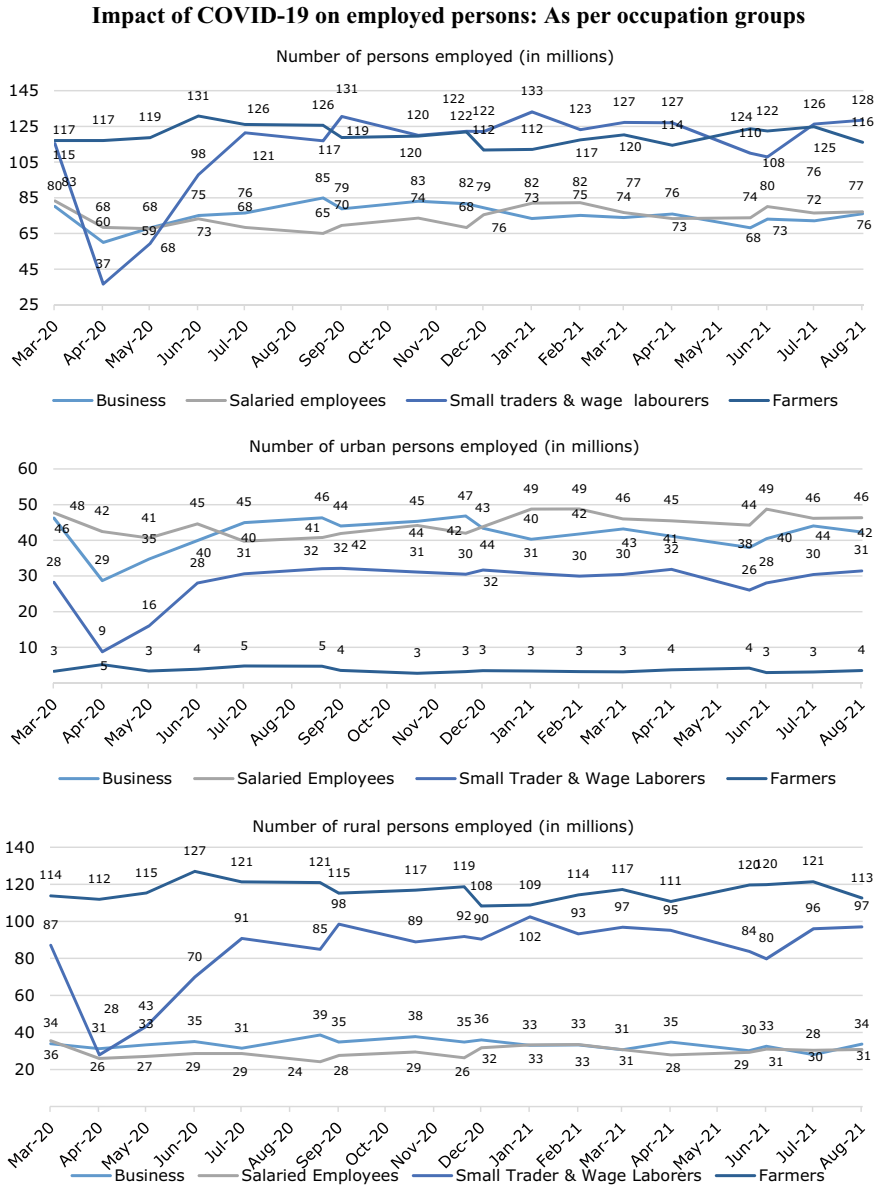 Impact of COVID-19 on employed persons: As per occupation groups
Number of persons employed (in millions)
145
125
105
85
65
45
25
117 117 119 131 126 126 131 120 122 122 133 123 127 127 124 122 126 128
115 37 59 98 121 117 119 120 122 112 112 117 120 114 110 108 125 116
80 60 68 75 76 85 79 83 82 79 73 75 74 76 68 73 72 76
83 68 68 73 68 65 70 74 68 76 82 82 77 73 74 80 76 77
Mar-20 Apr-20 May-20 Jun-20 Jul-20 Aug-20 Sep-20 Oct-20 Nov-20 Dec-20 Jan-21 Feb-21 Mar-21 Apr-21 May-21 Jun-21 Jul-21 Aug-21
Business Salaried employees Small traders & wage labourers Farmers
Number of urban persons employed (in millions)
60
50
40
30
20
10
48 42 41 45 40 41 42 44 42 44 49 49 46 45 44 49 46 46
46 29 35 40 45 46 44 45 47 43 40 42 43 41 38 40 44 42
28 9 16 28 31 32 32 31 30 32 31 30 30 32 26 28 30 31
3 5 3 4 5 5 4 3 3 3 3 3 3 4 4 3 3 4
Mar-20 Apr-20 May-20 Jun-20 Jul-20 Aug-20 Sep-20 Oct-20 Nov-20 Dec-20 Jan-21 Feb-21 Mar-21 Apr-21 May-21 Jun-21 Jul-21 Aug-21
Business Salaried Employees Small Trader & Wage Laborers Farmers
Number of rural persons employed (in millions)
140
120
100
80
60
40
20
114 112 115 127 121 121 115 117 119 108 109 114 117 111 120 120 121 113
87 28 43 70 91 85 98 89 92 90 102 93 97 95 84 80 96 97
34 31 33 35 31 39 35 38 35 36 33 33 31 35 30 33 28 34
36 26 27 29 29 24 28 29 26 32 33 33 31 28 29 31 30 31
Mar-20 Apr-20 May-20 Jun-20 Jul-20 Aug-20 Sep-20 Oct-20 Nov-20 Dec-20 Jan-21 Feb-21 Mar-21 Apr-21 May-21 Jun-21 Jul-21 Aug-21
Business Salaried Employees Small Trader & Wage Laborers Farmers